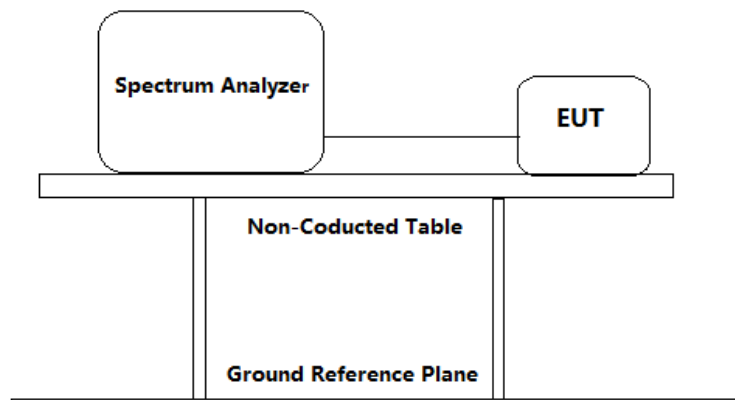 Spectrum Analyzer
EUT
Non-Coducted Table
Ground Reference Plane